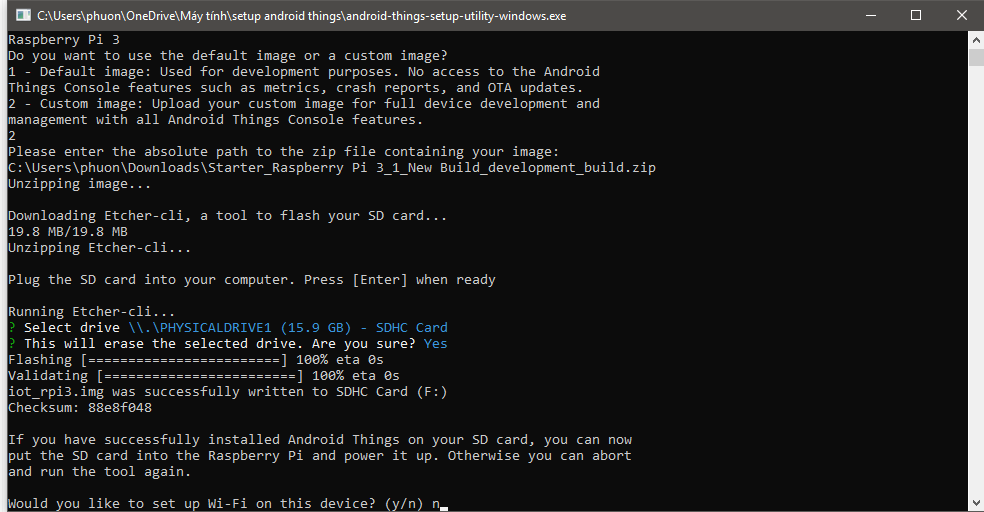 C:\Users\phuon\OneDrive\Máy tính\setup android things\android-things-setup-utility-windows.exe
Raspberry Pi 3
Do you want to use the default image or a custom image?
1 - Default image: Used for development purposes. No access to the Android
Things Console features such as metrics, crash reports, and OTA updates.
2 - Custom image: Upload your custom image for full device development and
management with all Android Things Console features.
2
Please enter the absolute path to the zip file containing your image:
C:\Users\phuon\Downloads\Starter_Raspberry Pi 3_1_New Build_development_build.zip
Unzipping image...
Downloading Etcher-cli, a tool to flash your SD card...
19.8 MB/19.8 MB
Unzipping Etcher-cli...
Plug the SD card into your computer. Press [Enter] when ready
Running Etcher-cli...
? Select drive \\.\PHYSICALDRIVE1 (15.9 GB) - SDHC Card
? This will erase the selected drive. Are you sure? Yes
Flashing [========================] 100% eta 0s
Validating [========================] 100% eta 0s
iot_rpi3.img was successfully written to SDHC Card (F:)
Checksum: 88e8f048
If you have successfully installed Android Things on your SD card, you can now
put the SD card into the Raspberry Pi and power it up. Otherwise you can abort
and run the tool again.
Would you like to set up Wi-Fi on this device? (y/n) n